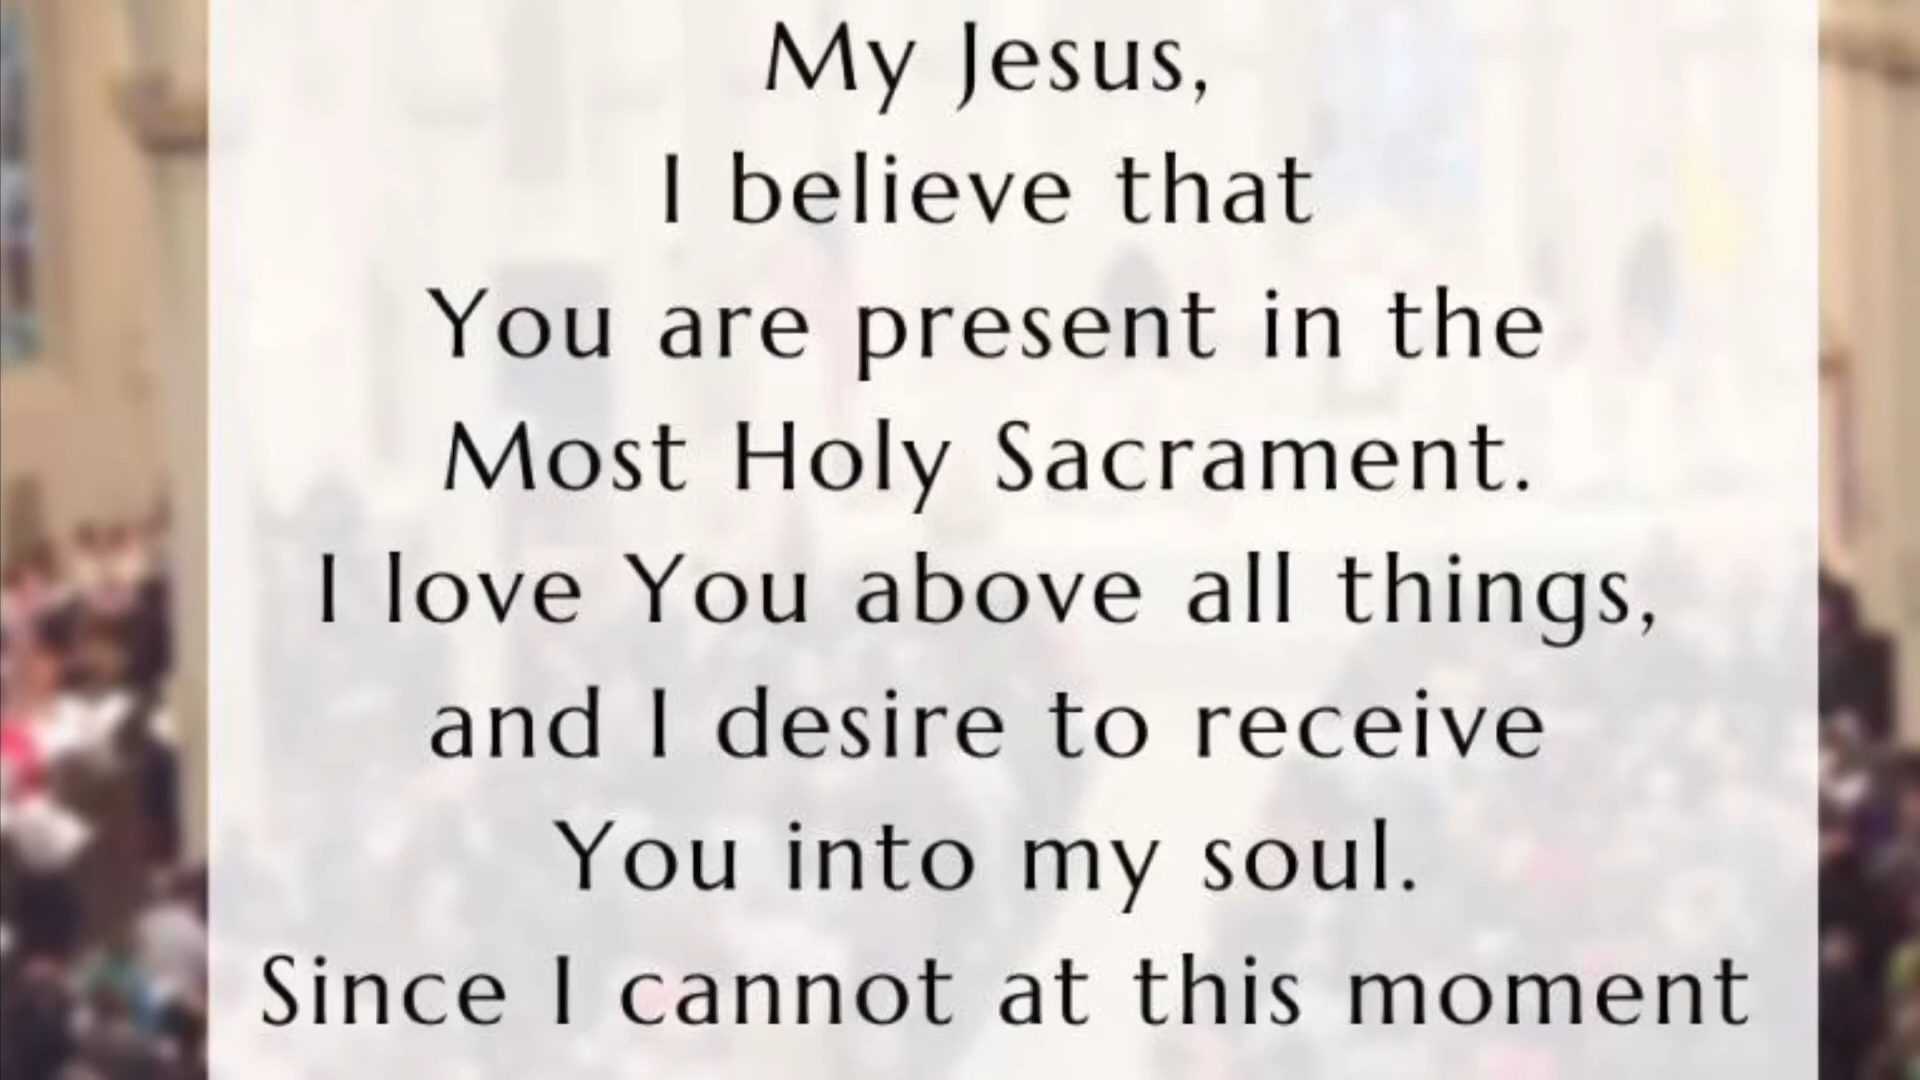 My Jesus,
I believe that
You are present in the
Most Holy Sacrament.
I love You above all things,
and I desire to receive
You into my soul.
Since I cannot at this moment